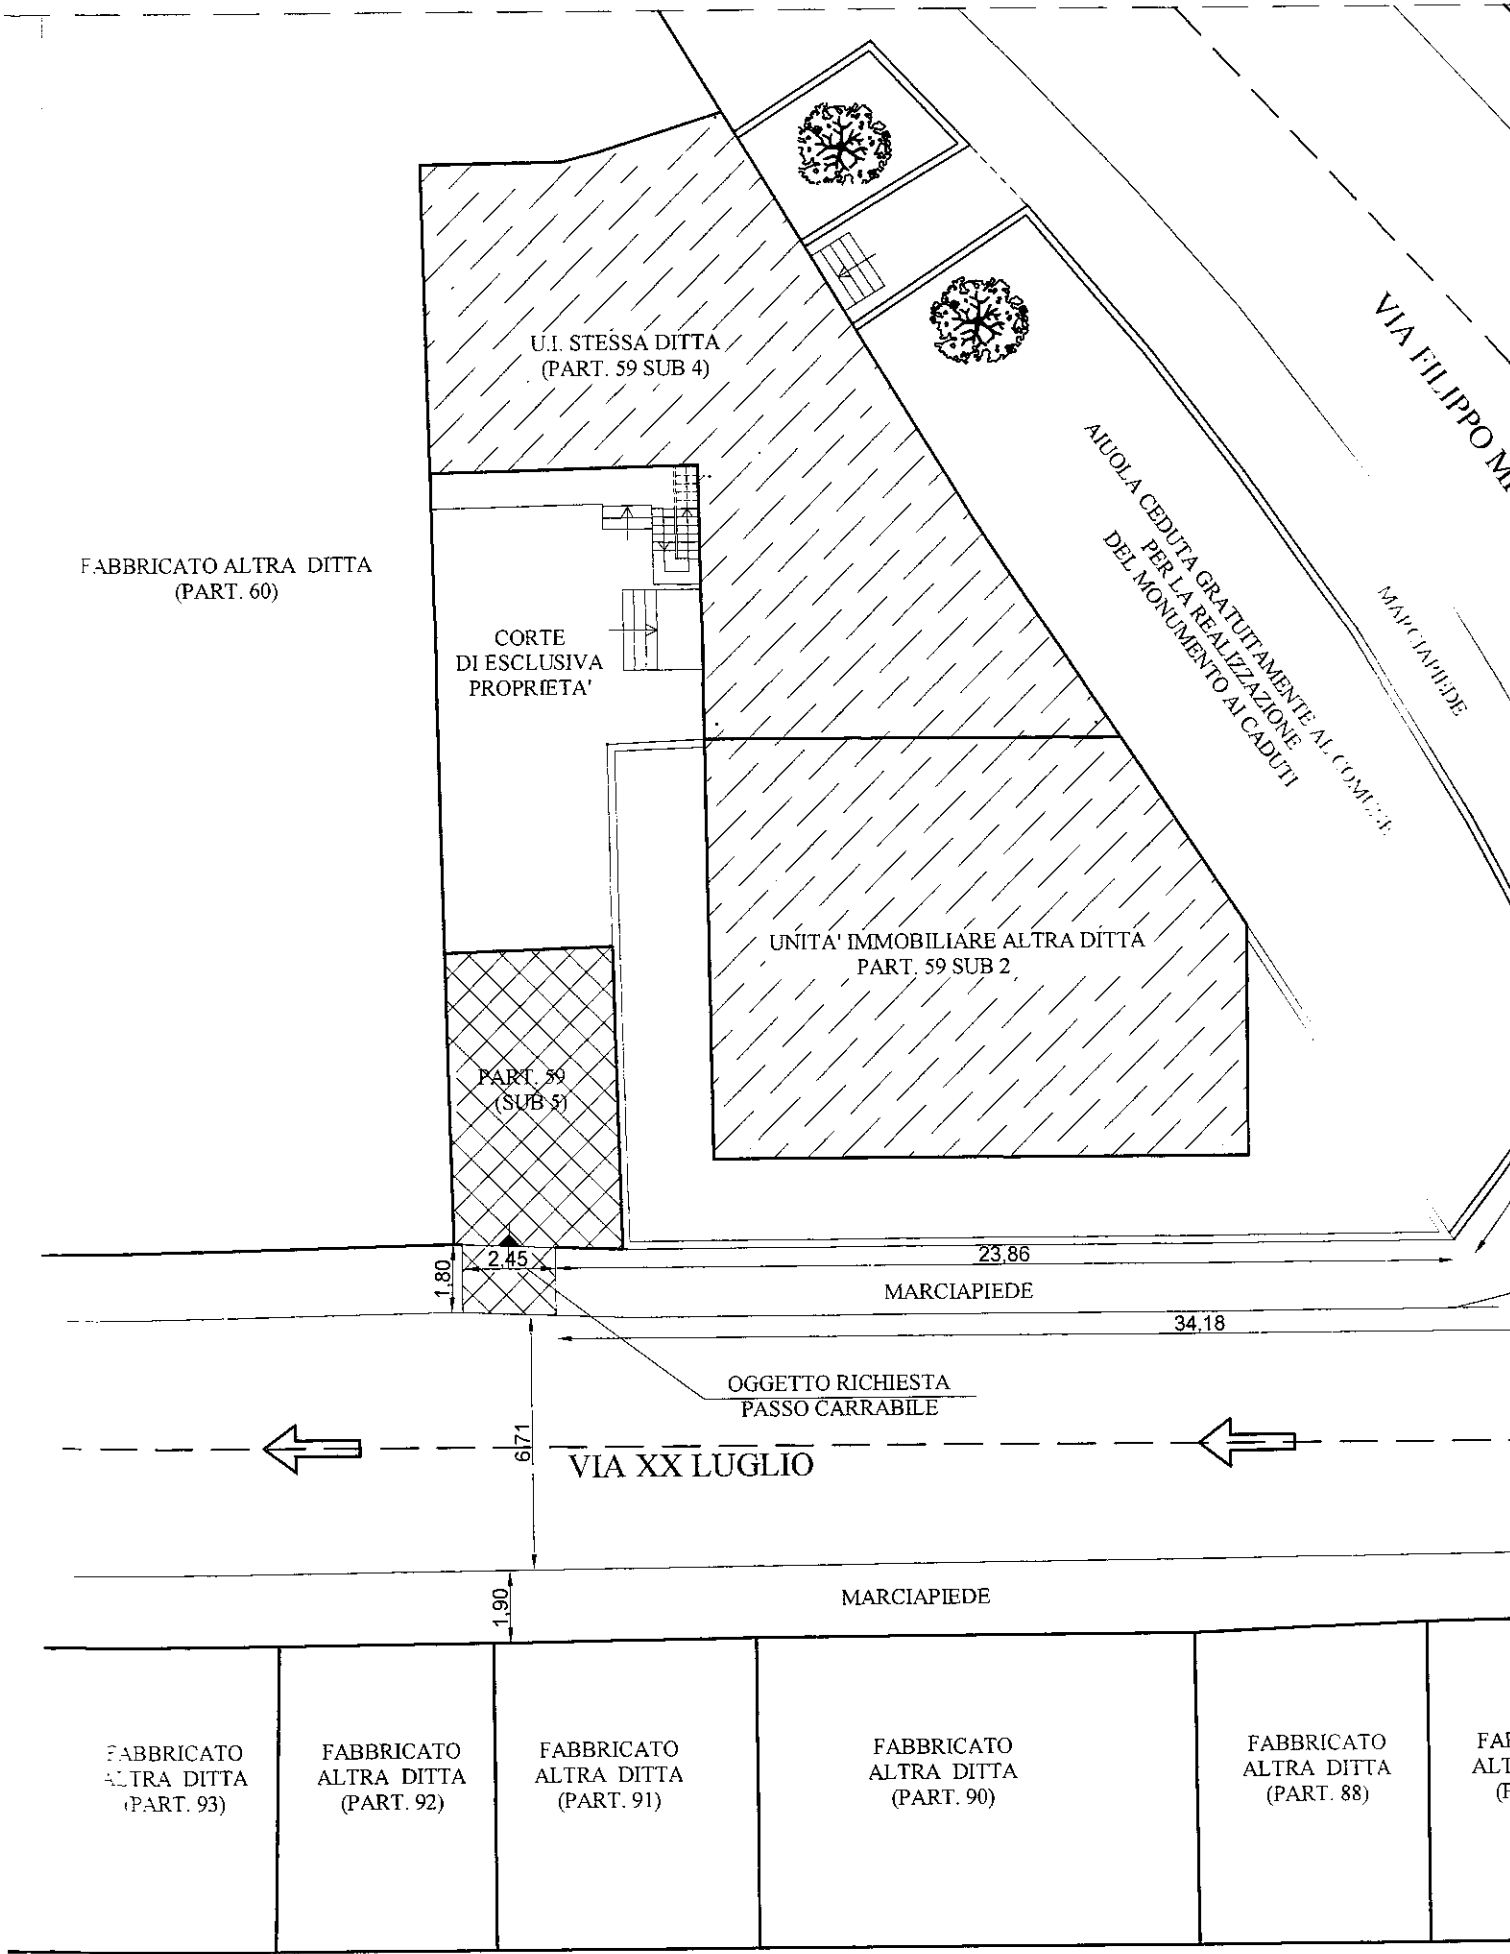 VIA FILIPPO
U.I. STESSA DITTA
(PART. 59 SUB 4)
AIUOLA CEDUTA GRATUITAMENTE AL COMUNE
PER LA REALIZZAZIONE
DEL MONUMENTO AI CADUTI
MARCIAPIEDE
FABBRICATO ALTRA DITTA
(PART. 60)
CORTE
DI ESCLUSIVA
PROPRIETA'
UNITA' IMMOBILIARE ALTRA DITTA
PART. 59 SUB 2
PART. 59
(SUB 5)
1,80
2,45
23,86
MARCIAPIEDE
34,18
OGGETTO RICHIESTA
PASSO CARRABILE
6,71
VIA XX LUGLIO
1,90
MARCIAPIEDE
FABBRICATO
ALTRA DITTA
(PART. 93)
FABBRICATO
ALTRA DITTA
(PART. 92)
FABBRICATO
ALTRA DITTA
(PART. 91)
FABBRICATO
ALTRA DITTA
(PART. 90)
FABBRICATO
ALTRA DITTA
(PART. 88)